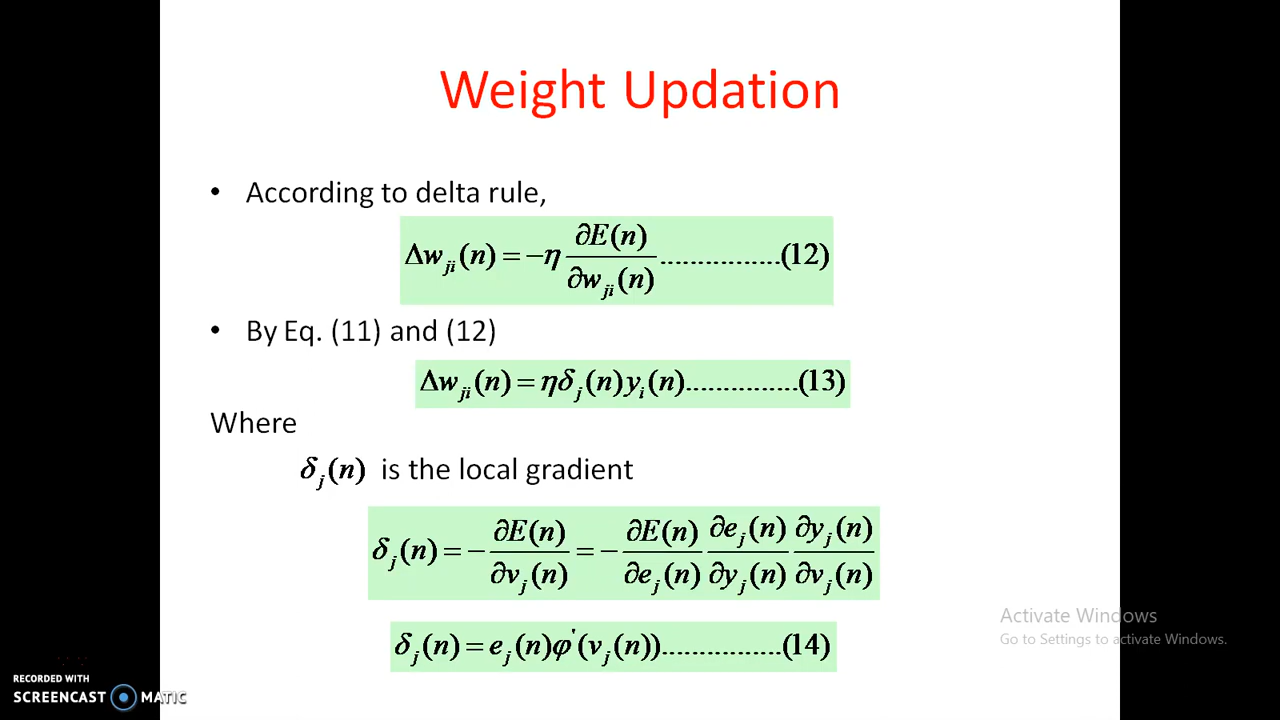 Weight Updation
• According to delta rule,
Δw_ji(n) = −η ∂E(n)/∂w_ji(n) ................(12)
• By Eq. (11) and (12)
Δw_ji(n) = ηδ_j(n)y_i(n)...............(13)
Where
δ_j(n) is the local gradient
δ_j(n) = − ∂E(n)/∂v_j(n) = − ∂E(n)/∂e_j(n) ∂e_j(n)/∂y_j(n) ∂y_j(n)/∂v_j(n)
δ_j(n) = e_j(n)φ'(v_j(n))................(14)
Activate Windows
Go to Settings to activate Windows.
RECORDED WITH
SCREENCAST MATIC